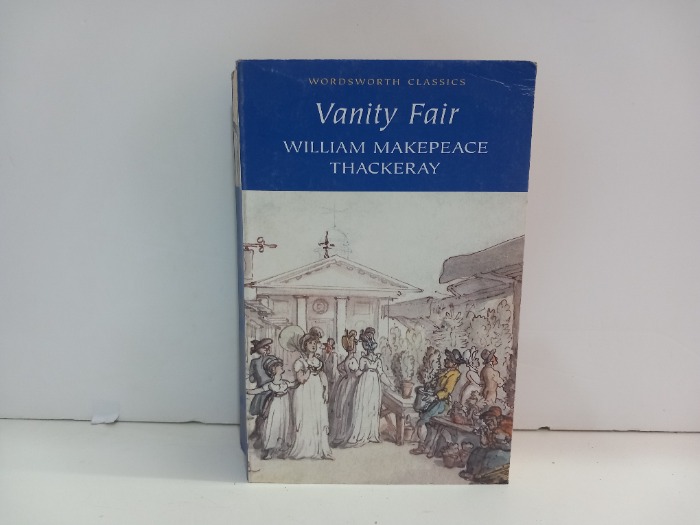 WORDSWORTH CLASSICS
Vanity Fair
WILLIAM MAKEPEACE
THACKERAY